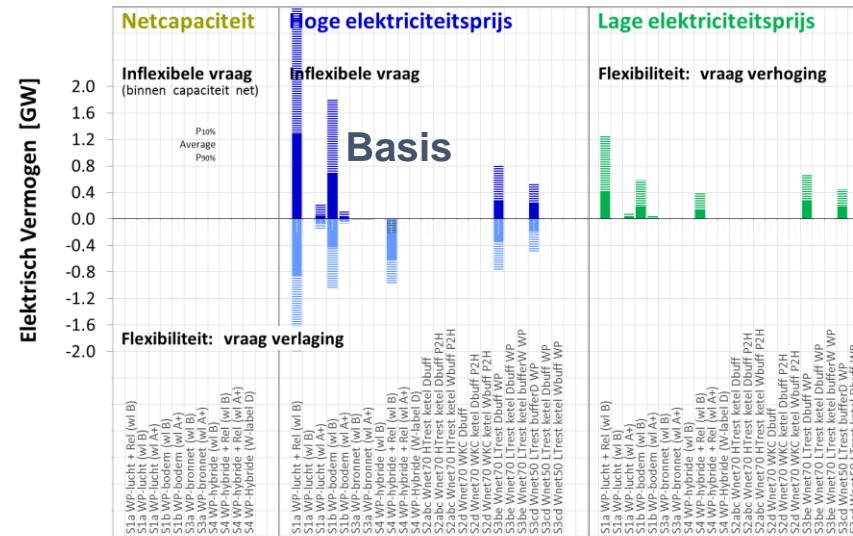 Netcapaciteit
Hoge elektriciteitsprijs
Lage elektriciteitsprijs
Inflexibele vraag
(binnen capaciteit net)
Inflexibele vraag
Flexibiliteit: vraag verhoging
Elektrisch Vermogen [GW]
2.0
1.6
1.2
0.8
0.4
0.0
-0.4
-0.8
-1.2
-1.6
-2.0
P10%
Average
P90%
Basis
Flexibiliteit: vraag verlaging
S1a WP-lucht + Rel (wl B)
S1a WP-lucht (wl B)
S1a WP-lucht (wl A+)
S1b WP-bodem (wl B)
S1b WP-bodem (wl A+)
S3a WP-bronnet (wl B)
S3a WP-bronnet (wl A+)
S4 WP-hybride (wl B)
S4 WP-hybride + Rel (wl B)
S4 WP-hybride + Rel (wl A+)
S4 WP-Hybride (W-label D)
S1a WP-lucht + Rel (wl B)
S1a WP-lucht (wl B)
S1a WP-lucht (wl A+)
S1b WP-bodem (wl B)
S1b WP-bodem (wl A+)
S3a WP-bronnet (wl B)
S3a WP-bronnet (wl A+)
S4 WP-hybride (wl B)
S4 WP-hybride + Rel (wl B)
S4 WP-hybride + Rel (wl A+)
S4 WP-Hybride (W-label D)
S2abc Wnet70 HTrest ketel Dbuff
S2abc Wnet70 HTrest ketel Dbuff P2H
S2abc Wnet70 HTrest ketel Wbuff P2H
S2d Wnet70 WKC Dbuff
S2d Wnet70 WKC ketel Dbuff P2H
S2d Wnet70 WKC ketel Wbuff P2H
S3be Wnet70 LTrest Dbuff WP
S3be Wnet70 LTrest ketel Dbuff WP
S3be Wnet70 LTrest ketel bufferW WP
S3cd Wnet50 LTrest bufferD WP
S3cd Wnet50 LTrest ketel Dbuff WP
S3cd Wnet50 LTrest ketel Wbuff WP
S1a WP-lucht + Rel (wl B)
S1a WP-lucht (wl B)
S1a WP-lucht (wl A+)
S1b WP-bodem (wl B)
S1b WP-bodem (wl A+)
S3a WP-bronnet (wl B)
S3a WP-bronnet (wl A+)
S4 WP-hybride (wl B)
S4 WP-hybride + Rel (wl B)
S4 WP-hybride + Rel (wl A+)
S4 WP-Hybride (W-label D)
S2abc Wnet70 HTrest ketel Dbuff
S2abc Wnet70 HTrest ketel Dbuff P2H
S2abc Wnet70 HTrest ketel Wbuff P2H
S2d Wnet70 WKC Dbuff
S2d Wnet70 WKC ketel Dbuff P2H
S2d Wnet70 WKC ketel Wbuff P2H
S3be Wnet70 LTrest Dbuff WP
S3be Wnet70 LTrest ketel Dbuff WP
S3be Wnet70 LTrest ketel bufferW WP
S3cd Wnet50 LTrest bufferD WP